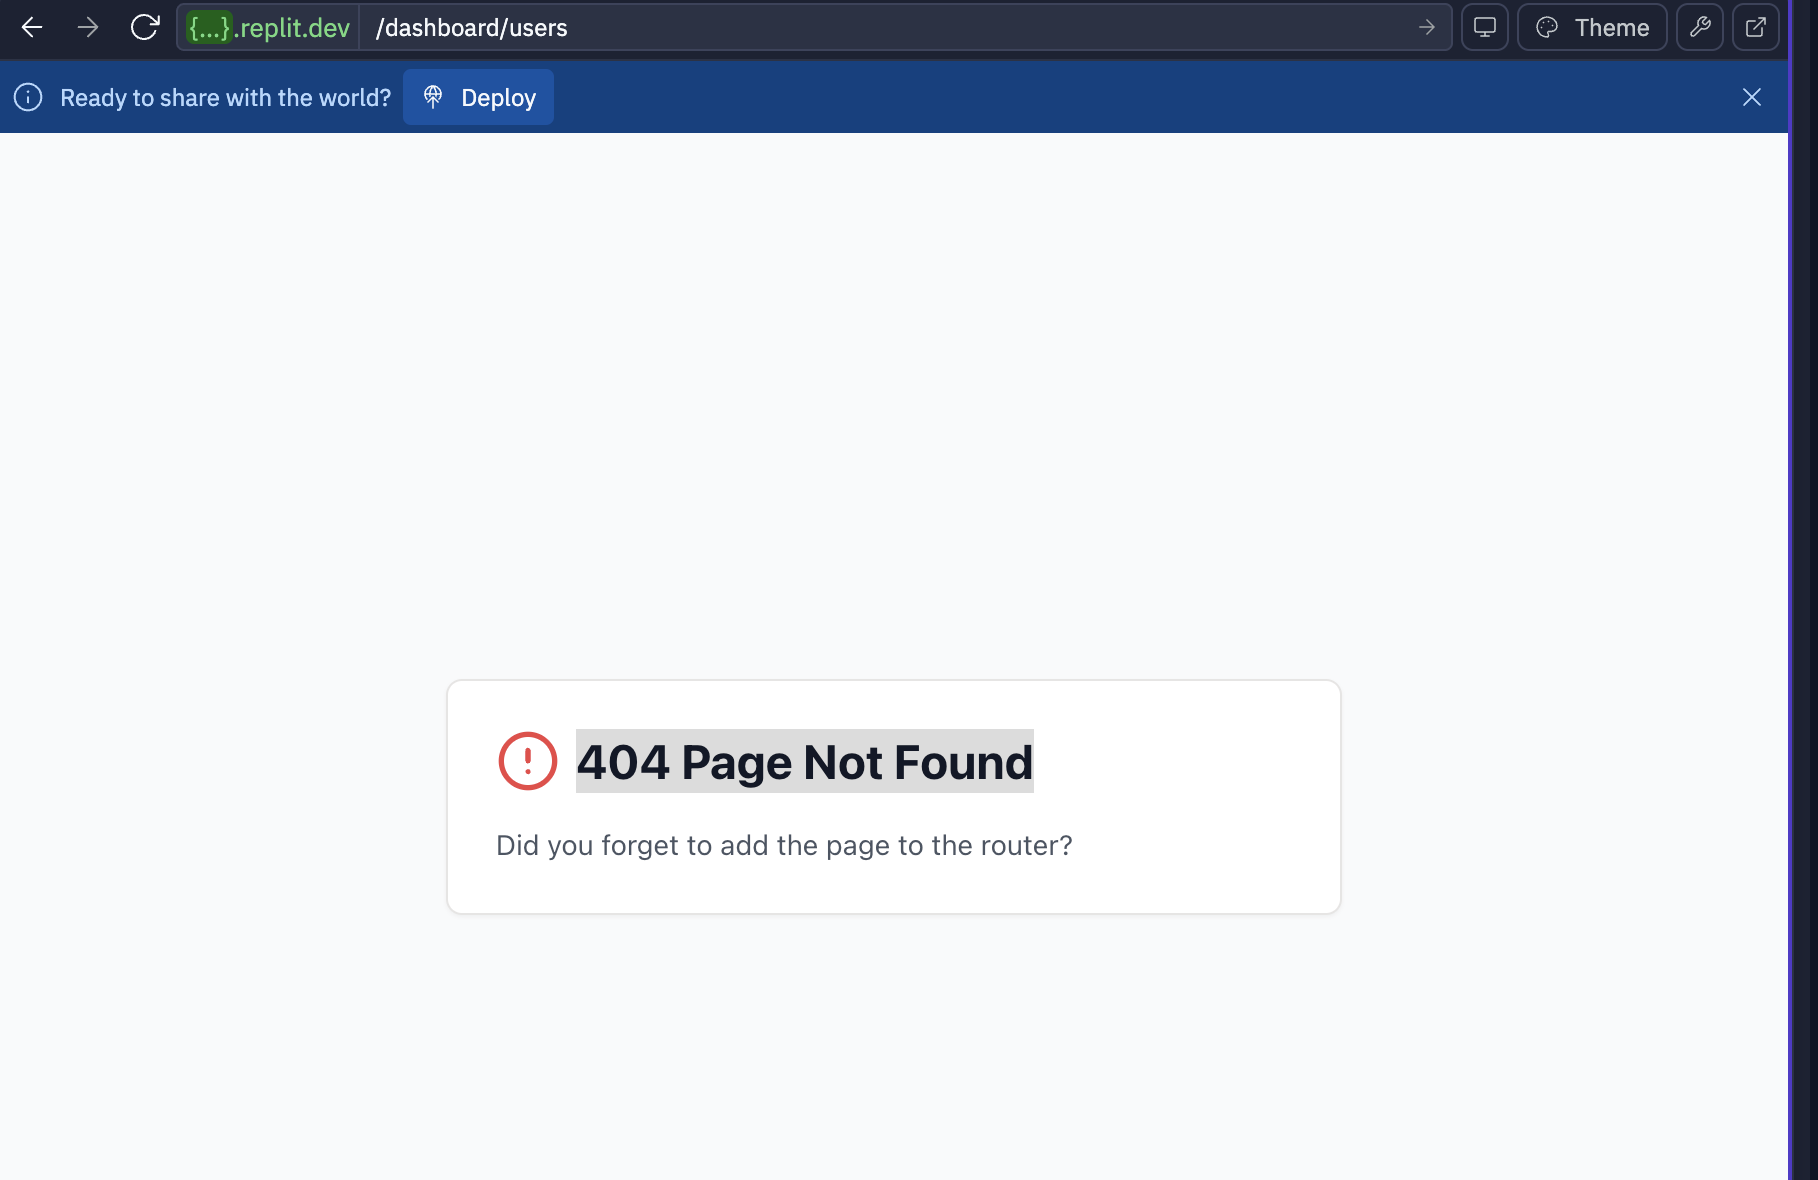 {...}.replit.dev /dashboard/users Theme
Ready to share with the world? Deploy
404 Page Not Found
Did you forget to add the page to the router?